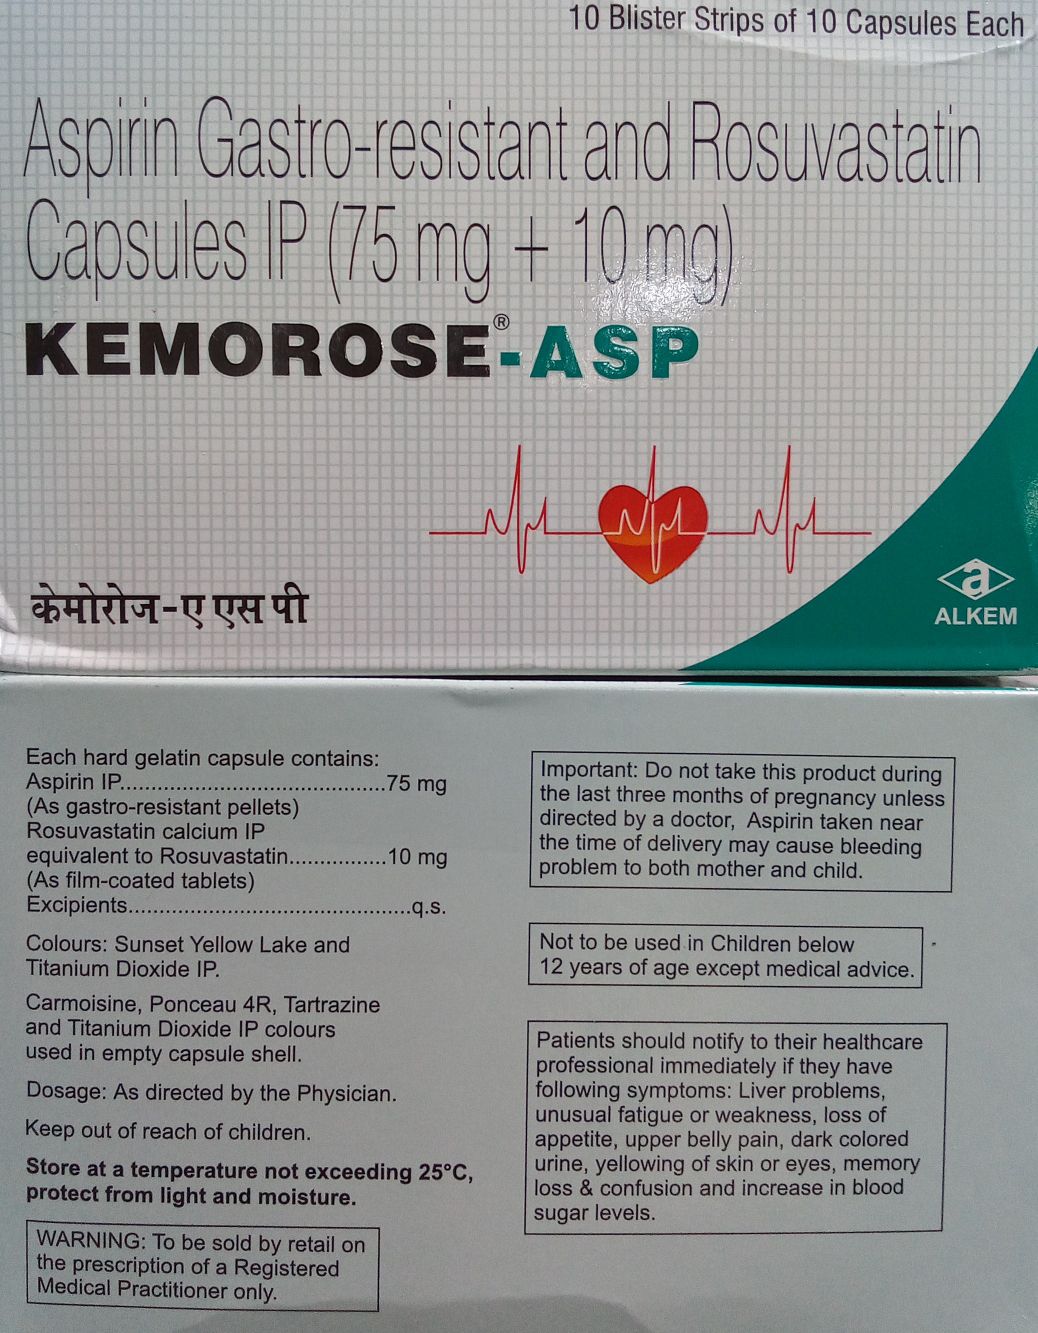 10 Blister Strips of 10 Capsules Each
Aspirin Gastro-resistant and Rosuvastatin
Capsules IP (75 mg + 10 mg)
KEMOROSE®-ASP
केमोरोज-ए एस पी
a
ALKEM
Each hard gelatin capsule contains:
Aspirin IP...........................................75 mg
(As gastro-resistant pellets)
Rosuvastatin calcium IP
equivalent to Rosuvastatin................10 mg
(As film-coated tablets)
Excipients.............................................q.s.
Colours: Sunset Yellow Lake and
Titanium Dioxide IP.
Carmoisine, Ponceau 4R, Tartrazine
and Titanium Dioxide IP colours
used in empty capsule shell.
Dosage: As directed by the Physician.
Keep out of reach of children.
Store at a temperature not exceeding 25°C,
protect from light and moisture.
WARNING: To be sold by retail on
the prescription of a Registered
Medical Practitioner only.
Important: Do not take this product during
the last three months of pregnancy unless
directed by a doctor, Aspirin taken near
the time of delivery may cause bleeding
problem to both mother and child.
Not to be used in Children below
12 years of age except medical advice.
Patients should notify to their healthcare
professional immediately if they have
following symptoms: Liver problems,
unusual fatigue or weakness, loss of
appetite, upper belly pain, dark colored
urine, yellowing of skin or eyes, memory
loss & confusion and increase in blood
sugar levels.